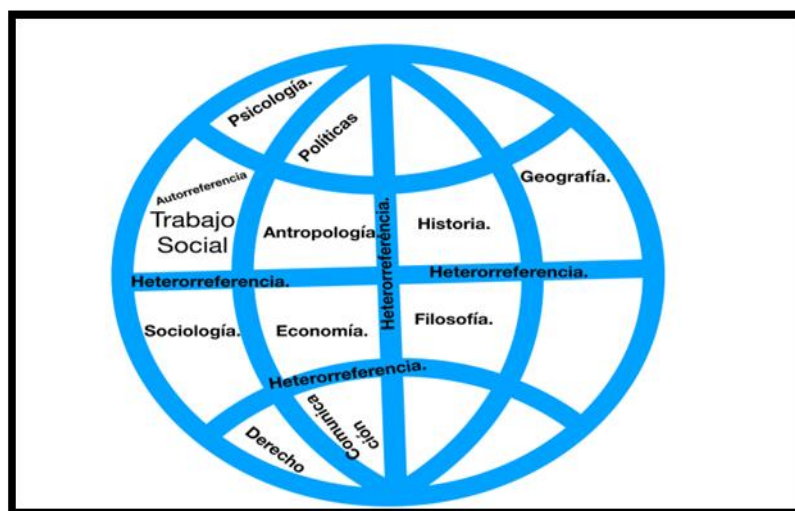 Psicología.
Políticas
Geografía.
Autorreferencia
Trabajo
Social
Antropología.
Heterorreferencia.
Historia.
Heterorreferencia.
Heterorreferencia.
Sociología.
Economía.
Filosofía.
Heterorreferencia.
Comunica
ción
Derecho